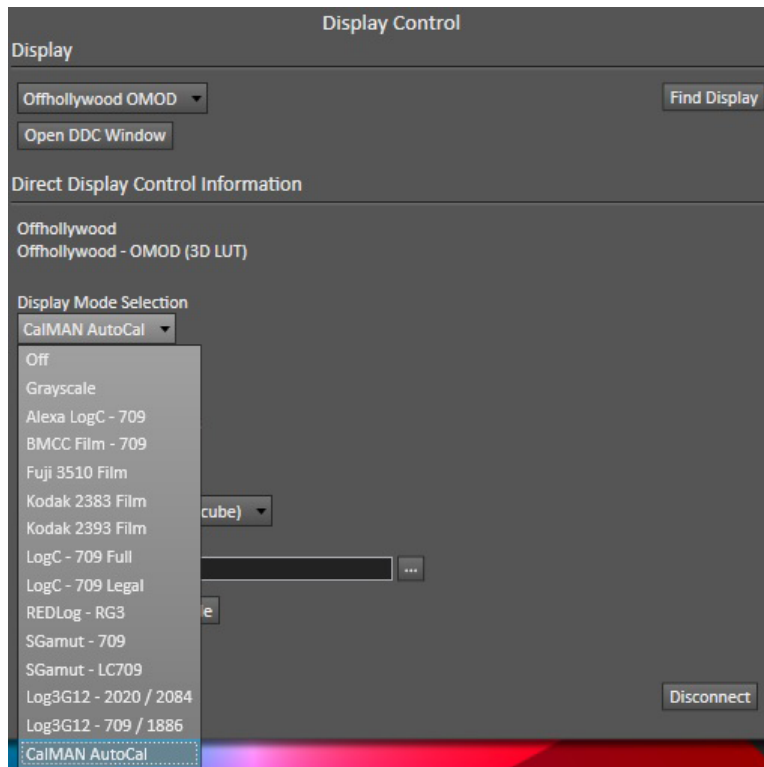 Display Control
Display
Offhollywood OMOD
Find Display
Open DDC Window
Direct Display Control Information
Offhollywood
Offhollywood - OMOD (3D LUT)
Display Mode Selection
CalMAN AutoCal
Off
Grayscale
Alexa LogC - 709
BMCC Film - 709
Fuji 3510 Film
Kodak 2383 Film
cube)
Kodak 2393 Film
LogC - 709 Full
...
LogC - 709 Legal
REDLog - RG3
SGamut - 709
SGamut - LC709
Log3G12 - 2020 / 2084
Disconnect
Log3G12 - 709 / 1886
CalMAN AutoCal